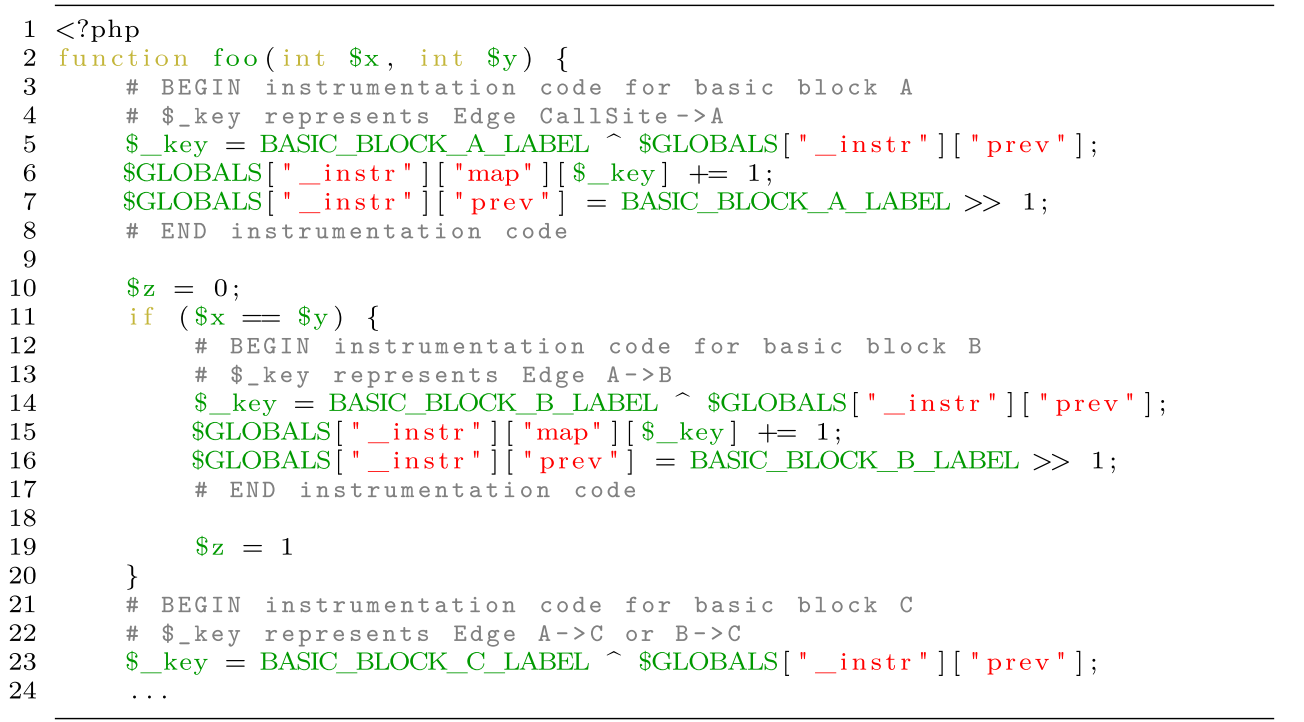 1 <?php
2 function foo(int $x, int $y) {
3 # BEGIN instrumentation code for basic block A
4 # $_key represents Edge CallSite->A
5 $_key = BASIC_BLOCK_A_LABEL ^ $GLOBALS["_instr"]["prev"];
6 $GLOBALS["_instr"]["map"][$_key] += 1;
7 $GLOBALS["_instr"]["prev"] = BASIC_BLOCK_A_LABEL >> 1;
8 # END instrumentation code
9
10 $z = 0;
11 if ($x == $y) {
12 # BEGIN instrumentation code for basic block B
13 # $_key represents Edge A->B
14 $_key = BASIC_BLOCK_B_LABEL ^ $GLOBALS["_instr"]["prev"];
15 $GLOBALS["_instr"]["map"][$_key] += 1;
16 $GLOBALS["_instr"]["prev"] = BASIC_BLOCK_B_LABEL >> 1;
17 # END instrumentation code
18
19 $z = 1
20 }
21 # BEGIN instrumentation code for basic block C
22 # $_key represents Edge A->C or B->C
23 $_key = BASIC_BLOCK_C_LABEL ^ $GLOBALS["_instr"]["prev"];
24 ...